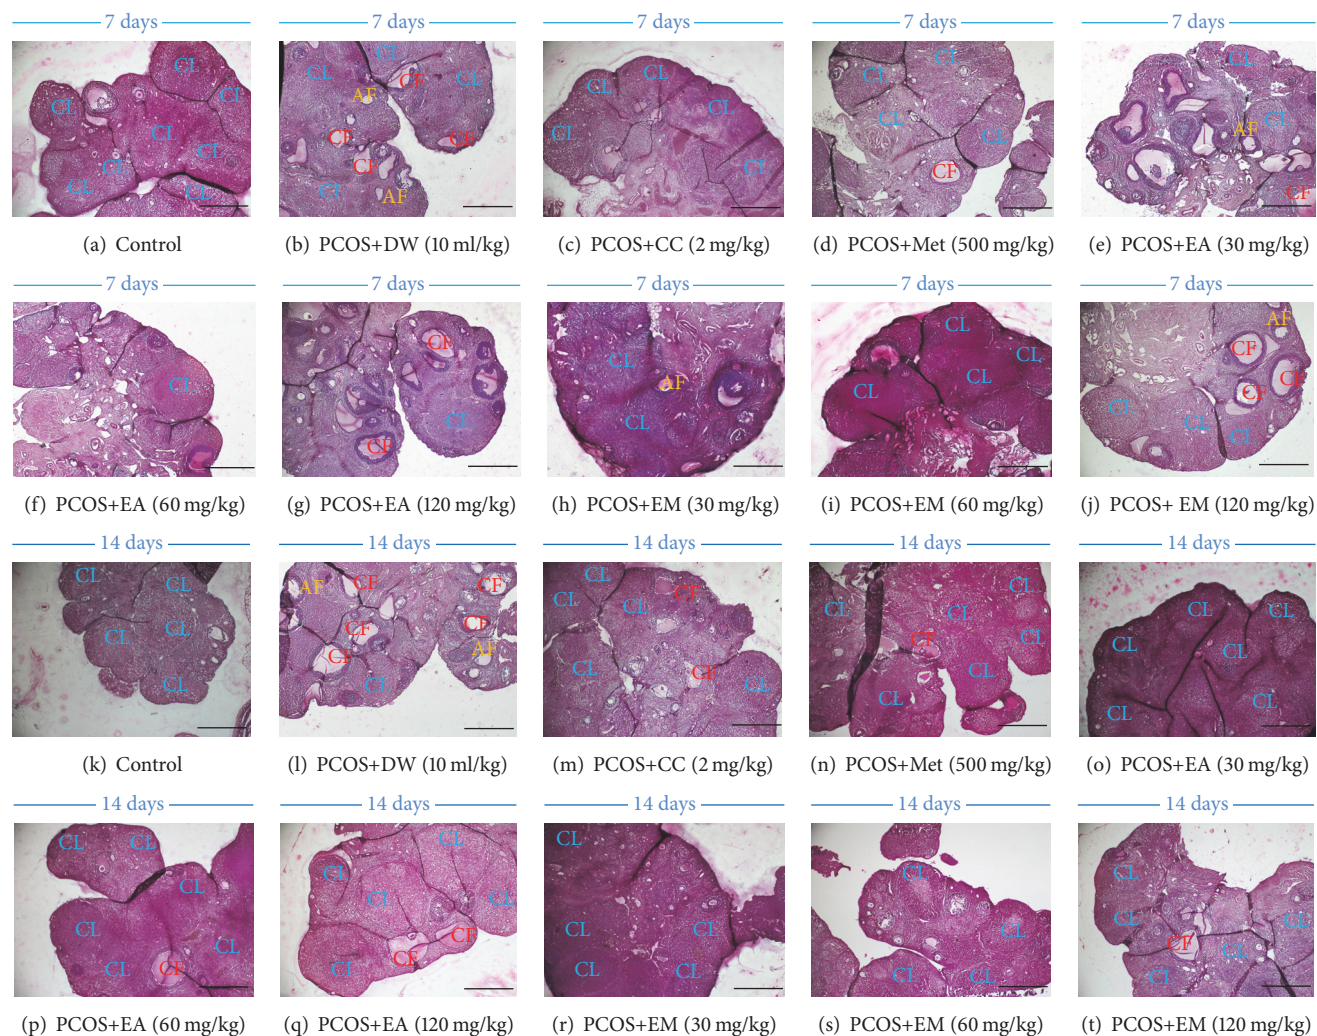 7 days 7 days 7 days 7 days 7 days
CL CL CL CL CL CL CL CL
CL CL CF CL AF CF CF CF CL AF
CL CL CL CL
CL CL CL CL CL CF
CL AF CL CF
(a) Control (b) PCOS+DW (10 ml/kg) (c) PCOS+CC (2 mg/kg) (d) PCOS+Met (500 mg/kg) (e) PCOS+EA (30 mg/kg)
7 days 7 days 7 days 7 days 7 days
CL CF CL CL AF CL CL CL CL CL AF CF CF CF
CL CF CL CL CL CL
(f) PCOS+EA (60 mg/kg) (g) PCOS+EA (120 mg/kg) (h) PCOS+EM (30 mg/kg) (i) PCOS+EM (60 mg/kg) (j) PCOS+ EM (120 mg/kg)
14 days 14 days 14 days 14 days 14 days
CL CL CL CL CL AF CF CF CF CF CF AF CL
CL CL CL CF CL CF CL CL CL CL CF CL CL CL CL CL CL CL
(k) Control (l) PCOS+DW (10 ml/kg) (m) PCOS+CC (2 mg/kg) (n) PCOS+Met (500 mg/kg) (o) PCOS+EA (30 mg/kg)
14 days 14 days 14 days 14 days 14 days
CL CL CL CL CL CL CF CL CL CL CL CF CF CL
CL CL CL CL CL CL CL CL CL CL CL CL CF CL CL CL
(p) PCOS+EA (60 mg/kg) (q) PCOS+EA (120 mg/kg) (r) PCOS+EM (30 mg/kg) (s) PCOS+EM (60 mg/kg) (t) PCOS+EM (120 mg/kg)